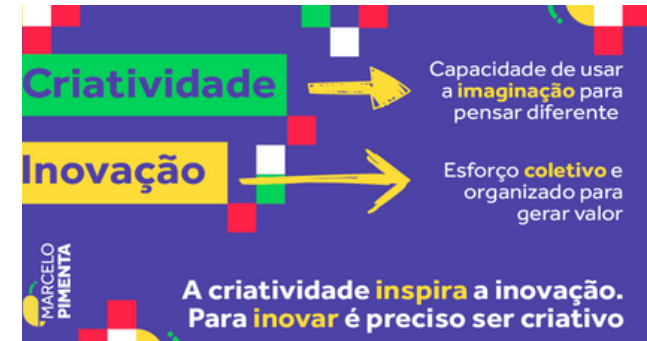 Criatividade
Capacidade de usar
a imaginação para
pensar diferente
Inovação
Esforço coletivo e
organizado para
gerar valor
MARCELO
PIMENTA
A criatividade inspira a inovação.
Para inovar é preciso ser criativo